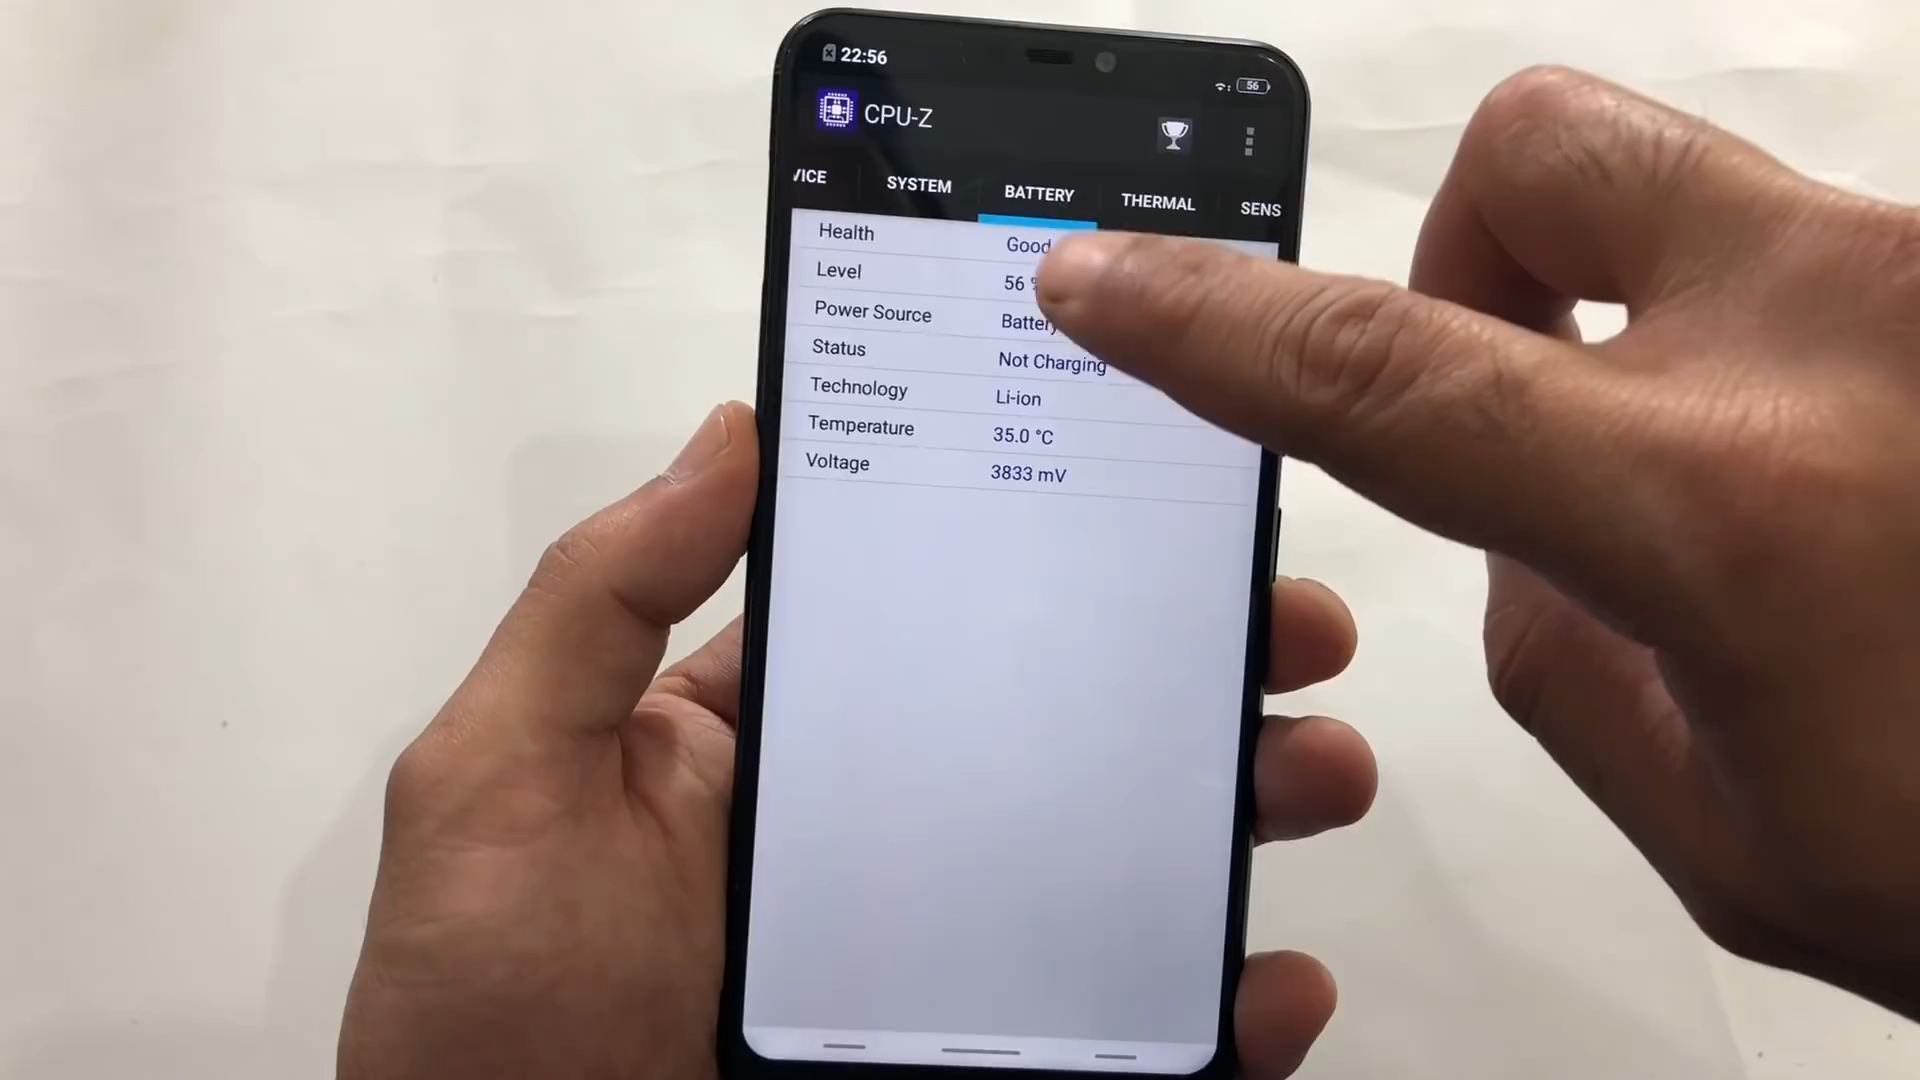 22:56
56
CPU-Z
VICE SYSTEM BATTERY THERMAL SENS
Health Good
Level 56 %
Power Source Battery
Status Not Charging
Technology Li-ion
Temperature 35.0 °C
Voltage 3833 mV